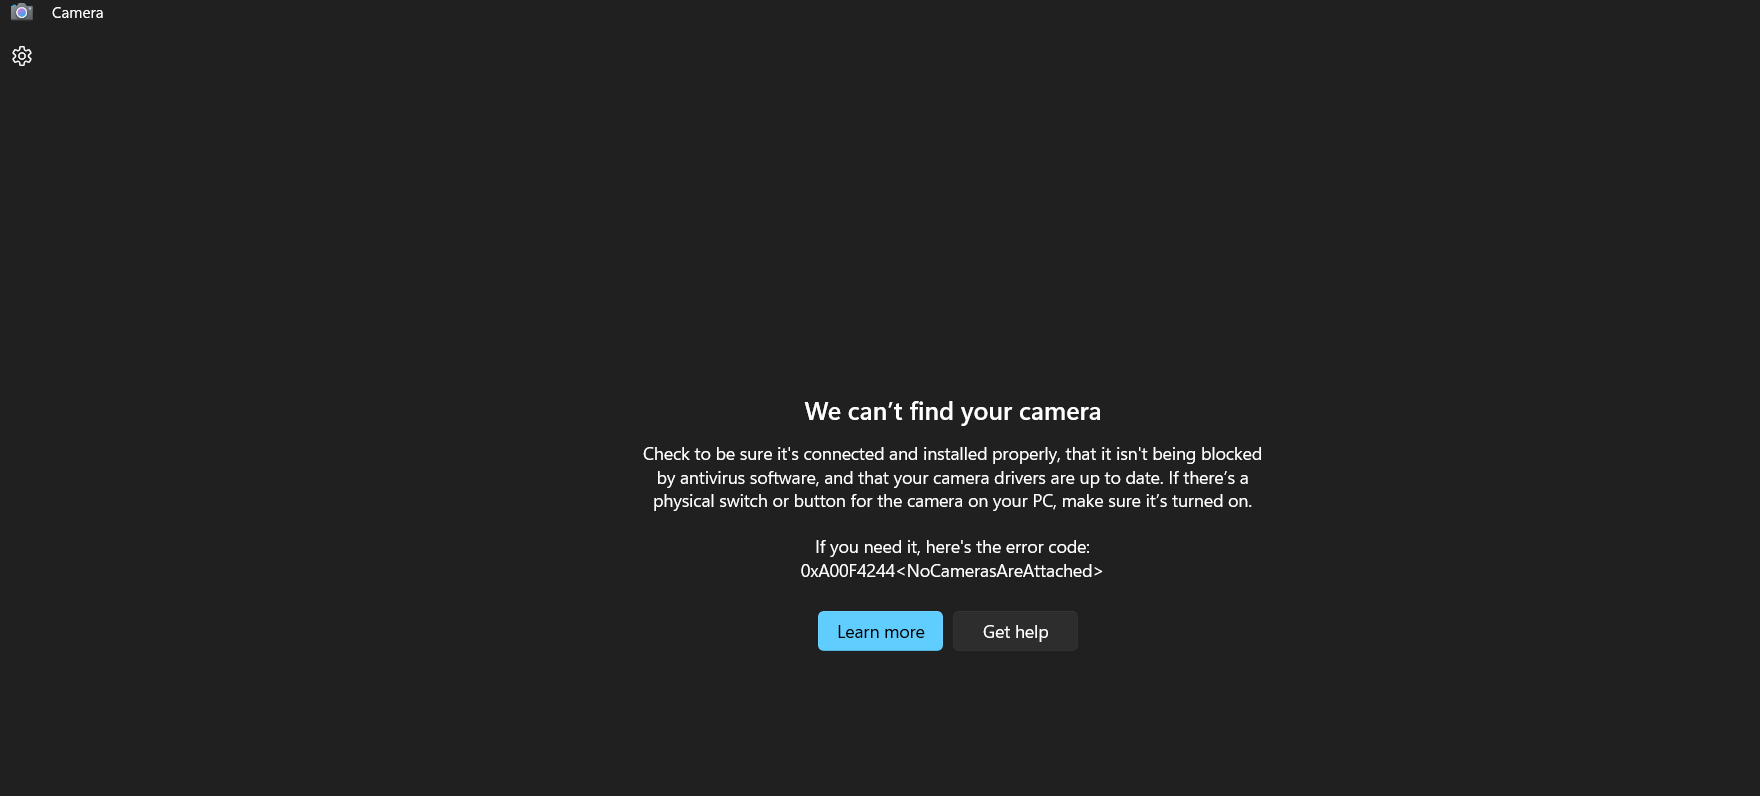 Camera
We can’t find your camera
Check to be sure it's connected and installed properly, that it isn't being blocked
by antivirus software, and that your camera drivers are up to date. If there’s a
physical switch or button for the camera on your PC, make sure it’s turned on.
If you need it, here's the error code:
0xA00F4244<NoCamerasAreAttached>
Learn more
Get help